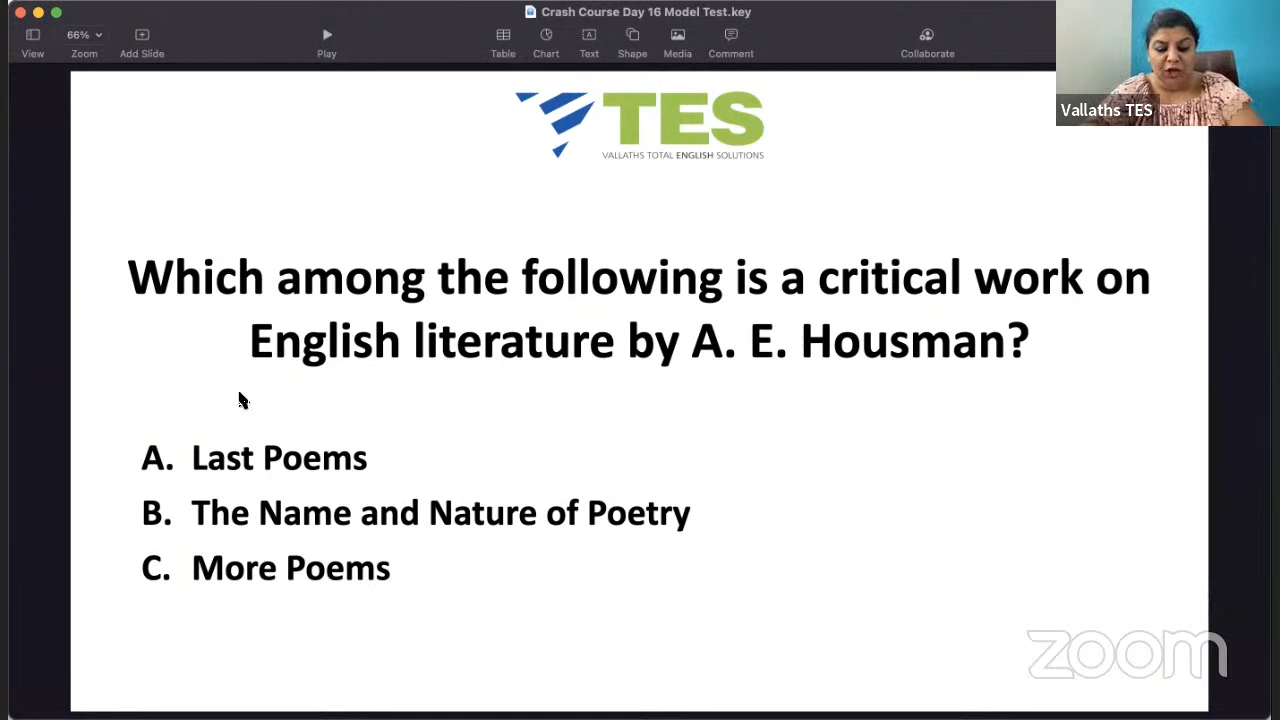 Crash Course Day 16 Model Test.key
66%
View
Zoom
Add Slide
Play
Table
Chart
Text
Shape
Media
Comment
Collaborate
Vallaths TES
TES
VALLATHS TOTAL ENGLISH SOLUTIONS
Which among the following is a critical work on
English literature by A. E. Housman?
A. Last Poems
B. The Name and Nature of Poetry
C. More Poems
zoom